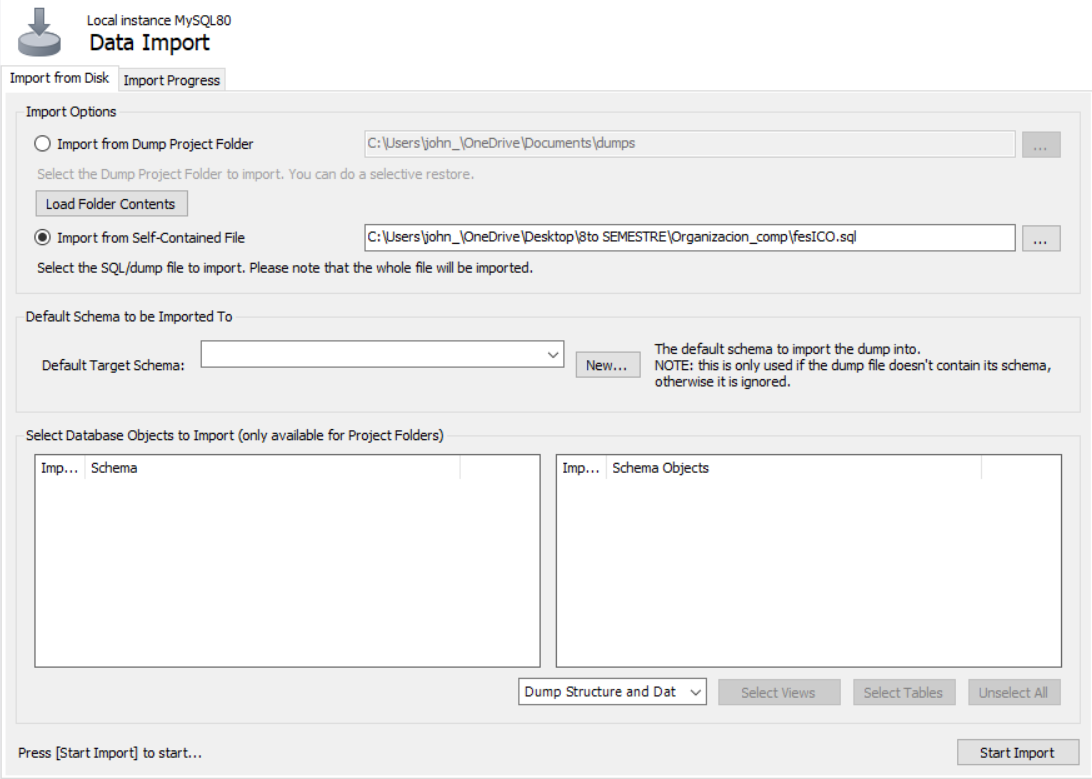 Local instance MySQL80
Data Import
Import from Disk
Import Progress
Import Options
Import from Dump Project Folder
C:\Users\john_\OneDrive\Documents\dumps
...
Select the Dump Project Folder to import. You can do a selective restore.
Load Folder Contents
Import from Self-Contained File
C:\Users\john_\OneDrive\Desktop\8to SEMESTRE\Organizacion_comp\fesICO.sql
...
Select the SQL/dump file to import. Please note that the whole file will be imported.
Default Schema to be Imported To
Default Target Schema:
New...
The default schema to import the dump into.
NOTE: this is only used if the dump file doesn't contain its schema,
otherwise it is ignored.
Select Database Objects to Import (only available for Project Folders)
Imp... Schema
Imp... Schema Objects
Dump Structure and Dat
Select Views
Select Tables
Unselect All
Press [Start Import] to start...
Start Import